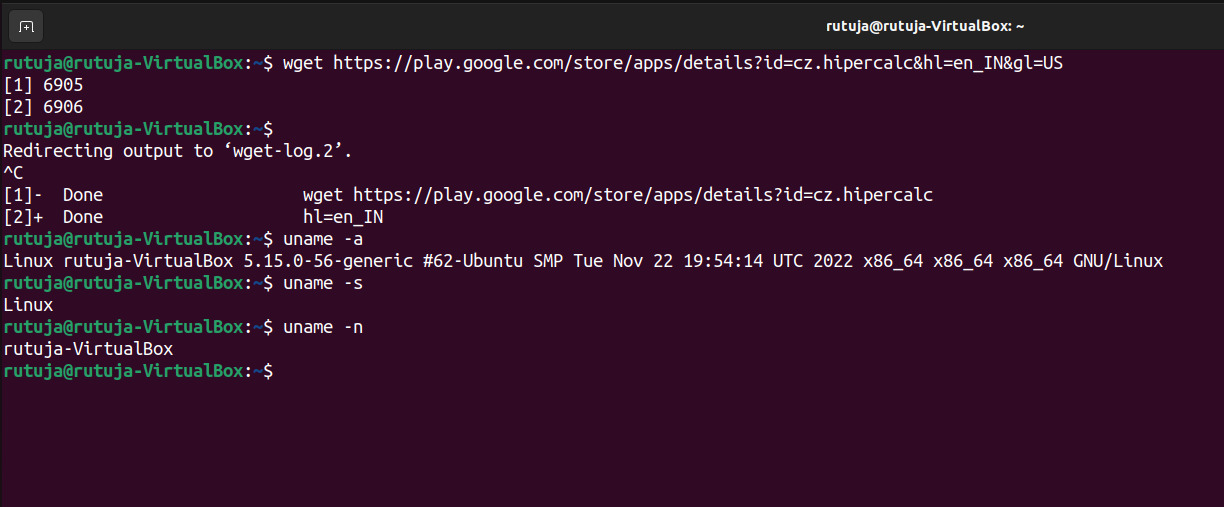 rutuja@rutuja-VirtualBox: ~
rutuja@rutuja-VirtualBox:~$ wget https://play.google.com/store/apps/details?id=cz.hipercalc&hl=en_IN&gl=US
[1] 6905
[2] 6906
rutuja@rutuja-VirtualBox:~$
Redirecting output to ‘wget-log.2’.
^C
[1]-  Done                    wget https://play.google.com/store/apps/details?id=cz.hipercalc
[2]+  Done                    hl=en_IN
rutuja@rutuja-VirtualBox:~$ uname -a
Linux rutuja-VirtualBox 5.15.0-56-generic #62-Ubuntu SMP Tue Nov 22 19:54:14 UTC 2022 x86_64 x86_64 x86_64 GNU/Linux
rutuja@rutuja-VirtualBox:~$ uname -s
Linux
rutuja@rutuja-VirtualBox:~$ uname -n
rutuja-VirtualBox
rutuja@rutuja-VirtualBox:~$